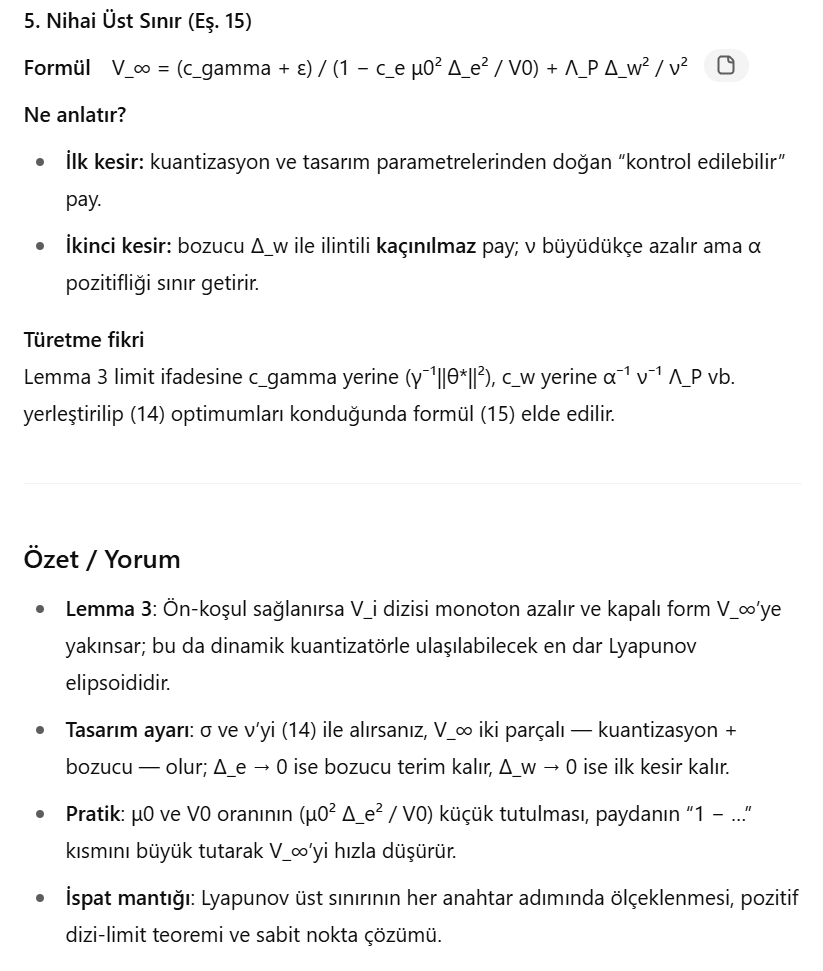 5. Nihai Üst Sınır (Eş. 15)
Formül V_∞ = (c_gamma + ε) / (1 − c_e μ0² Δ_e² / V0) + Λ_P Δ_w² / ν²
Ne anlatır?
• İlk kesir: kuantizasyon ve tasarım parametrelerinden doğan “kontrol edilebilir”
pay.
• İkinci kesir: bozucu Δ_w ile ilintili kaçınılmaz pay; ν büyüdükçe azalır ama α
pozitifliği sınır getirir.
Türetme fikri
Lemma 3 limit ifadesine c_gamma yerine (γ⁻¹||θ*||²), c_w yerine α⁻¹ ν⁻¹ Λ_P vb.
yerleştirilip (14) optimumları konduğunda formül (15) elde edilir.
Özet / Yorum
• Lemma 3: Ön-koşul sağlanırsa V_i dizisi monoton azalır ve kapalı form V_∞’ye
yakınsar; bu da dinamik kuantizatörle ulaşılabilecek en dar Lyapunov
elipsoididir.
• Tasarım ayarı: σ ve ν’yi (14) ile alırsanız, V_∞ iki parçalı — kuantizasyon +
bozucu — olur; Δ_e → 0 ise bozucu terim kalır, Δ_w → 0 ise ilk kesir kalır.
• Pratik: μ0 ve V0 oranının (μ0² Δ_e² / V0) küçük tutulması, paydanın “1 − …”
kısmını büyük tutarak V_∞’yi hızla düşürür.
• İspat mantığı: Lyapunov üst sınırının her anahtar adımında ölçeklenmesi, pozitif
dizi-limit teoremi ve sabit nokta çözümü.